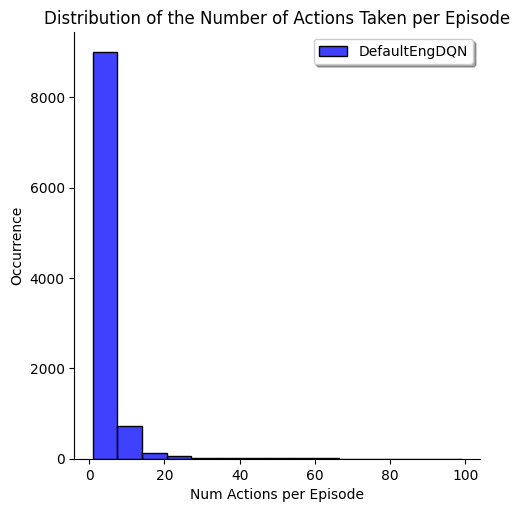 Distribution of the Number of Actions Taken per Episode
DefaultEngDQN
8000
6000
4000
2000
0
Occurrence
0 20 40 60 80 100
Num Actions per Episode